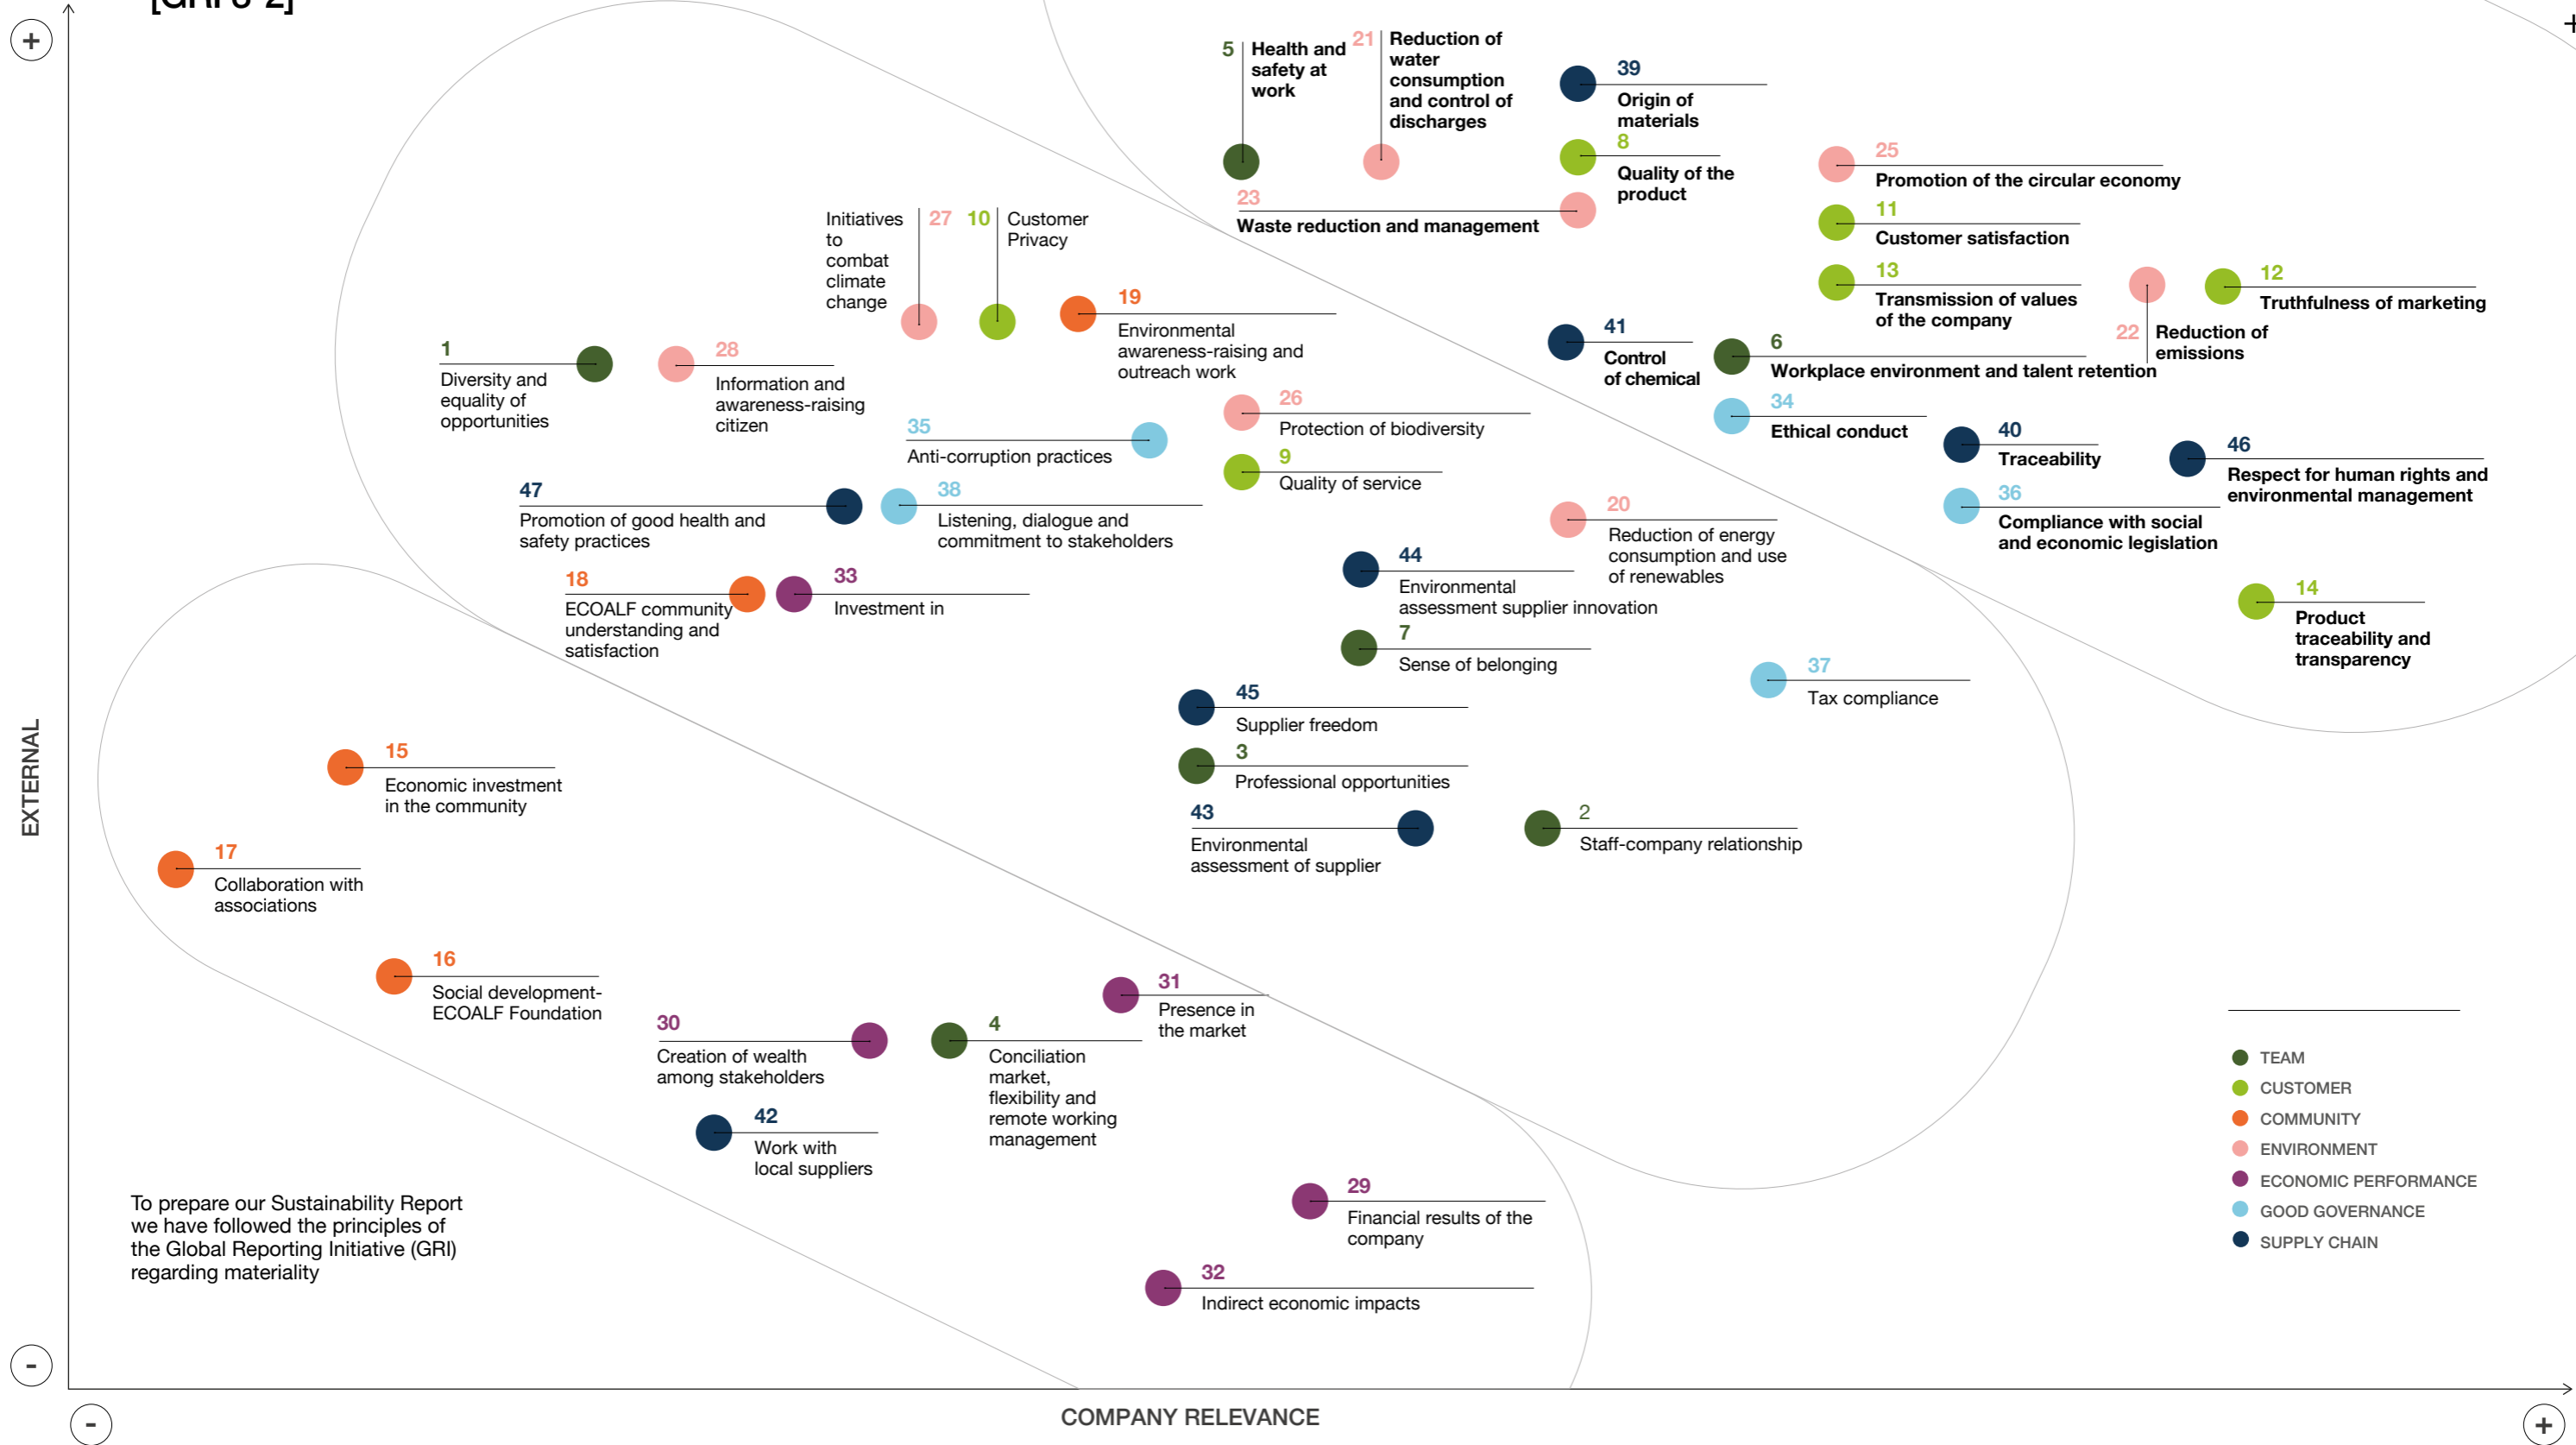 +
5
Health and
safety at
work
21
Reduction of
water
consumption
and control of
discharges
39
Origin of
materials
8
Quality of the
product
23
Waste reduction and management
25
Promotion of the circular economy
11
Customer satisfaction
13
Transmission of values
of the company
22
Reduction of
emissions
12
Truthfulness of marketing
Initiatives
to
combat
climate
change
27
10
Customer
Privacy
19
Environmental
awareness-raising and
outreach work
41
Control
of chemical
6
Workplace environment and talent retention
34
Ethical conduct
1
Diversity and
equality of
opportunities
28
Information and
awareness-raising
citizen
35
Anti-corruption practices
26
Protection of biodiversity
9
Quality of service
40
Traceability
46
Respect for human rights and
environmental management
36
Compliance with social
and economic legislation
47
Promotion of good health and
safety practices
38
Listening, dialogue and
commitment to stakeholders
20
Reduction of energy
consumption and use
of renewables
44
Environmental
assessment supplier innovation
18
ECOALF community
understanding and
satisfaction
33
Investment in
7
Sense of belonging
14
Product
traceability and
transparency
37
Tax compliance
45
Supplier freedom
3
Professional opportunities
43
Environmental
assessment of supplier
2
Staff-company relationship
EXTERNAL
15
Economic investment
in the community
17
Collaboration with
associations
16
Social development-
ECOALF Foundation
31
Presence in
the market
30
Creation of wealth
among stakeholders
4
Conciliation
market,
flexibility and
remote working
management
42
Work with
local suppliers
29
Financial results of the
company
32
Indirect economic impacts
To prepare our Sustainability Report
we have followed the principles of
the Global Reporting Initiative (GRI)
regarding materiality
TEAM
CUSTOMER
COMMUNITY
ENVIRONMENT
ECONOMIC PERFORMANCE
GOOD GOVERNANCE
SUPPLY CHAIN
-
-
COMPANY RELEVANCE
+